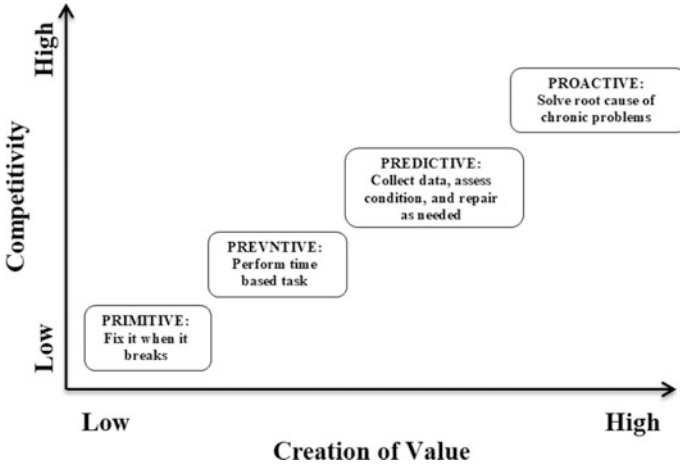 High
PROACTIVE:
Solve root cause of
chronic problems
Competitivity
PREDICTIVE:
Collect data, assess
condition, and repair
as needed
PREVNTIVE:
Perform time
based task
PRIMITIVE:
Fix it when it
breaks
Low
Low
High
Creation of Value